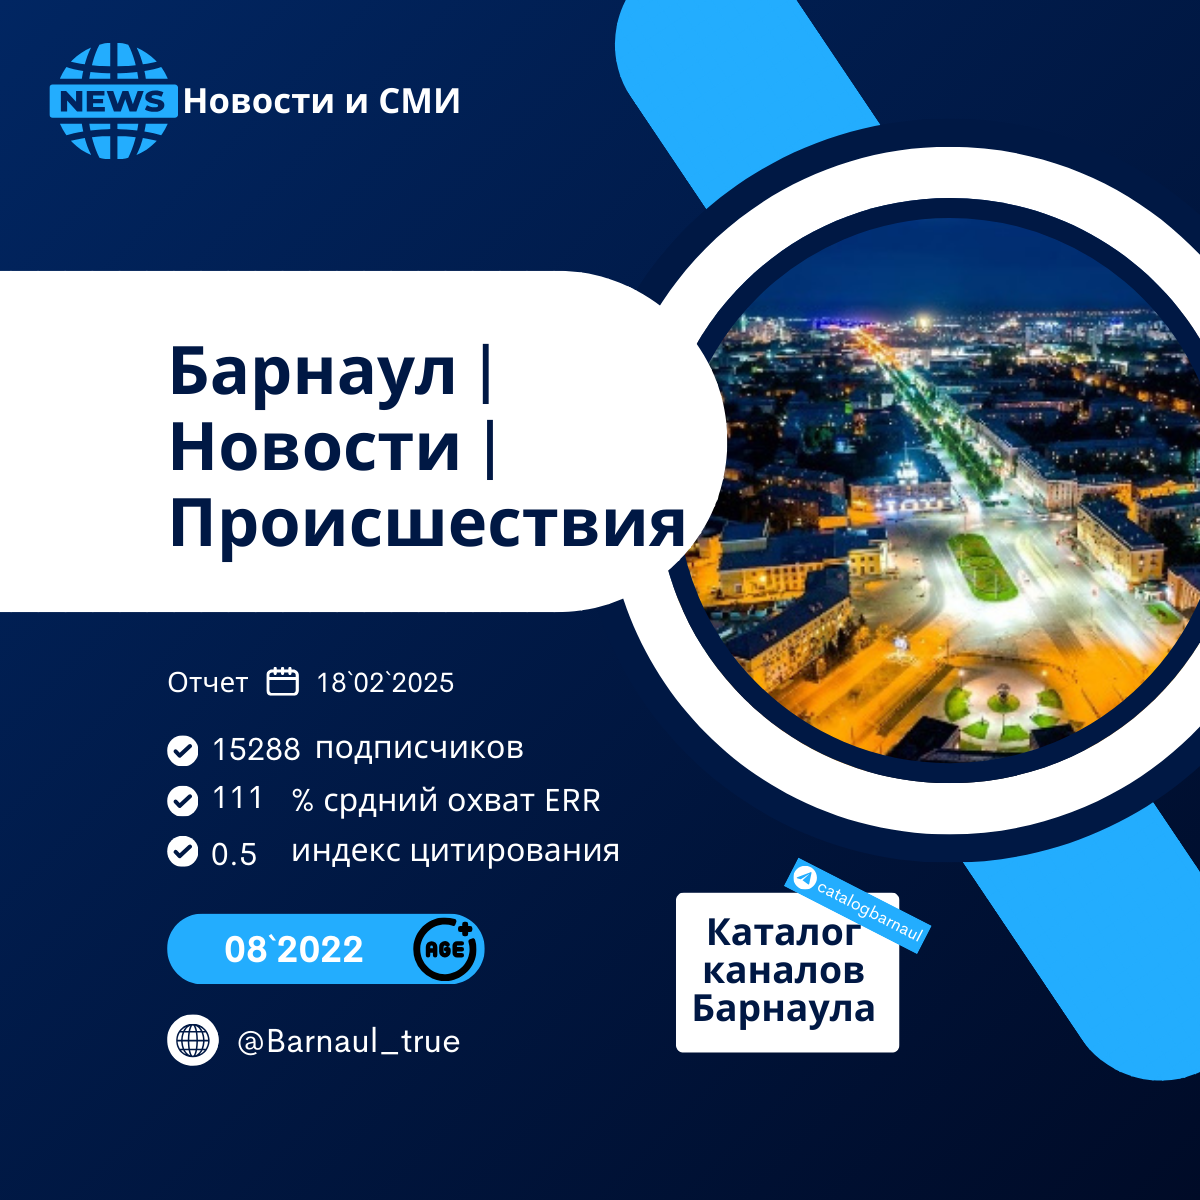 NEWS Новости и СМИ
Барнаул |
Новости |
Происшествия
Отчет 18`02`2025
15288 подписчиков
111 % срдний охват ERR
0.5 индекс цитирования
08`2022 AGE+
@Barnaul_true
catalogbarnaul
Каталог
каналов
Барнаула